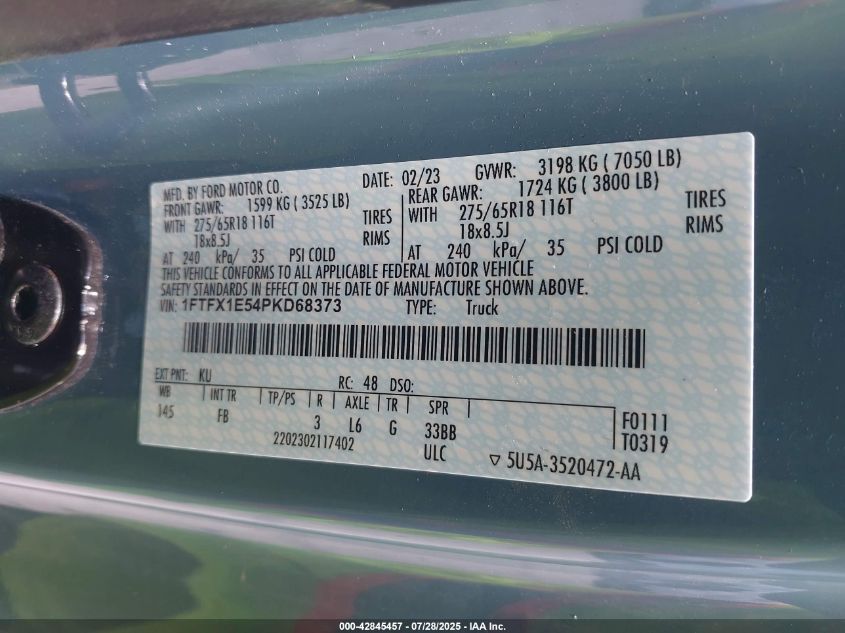 MFD. BY FORD MOTOR CO. DATE: 02/23 GVWR: 3198 KG ( 7050 LB)
FRONT GAWR: 1599 KG ( 3525 LB) REAR GAWR: 1724 KG ( 3800 LB)
WITH 275/65R18 116T TIRES WITH 275/65R18 116T TIRES
18x8.5J RIMS 18x8.5J RIMS
AT 240 kPa/ 35 PSI COLD AT 240 kPa/ 35 PSI COLD
THIS VEHICLE CONFORMS TO ALL APPLICABLE FEDERAL MOTOR VEHICLE
SAFETY STANDARDS IN EFFECT ON THE DATE OF MANUFACTURE SHOWN ABOVE.
VIN: 1FTFX1E54PKD68373 TYPE: Truck
EXT PNT: KU RC: 48 DSO:
WB INT TR TP/PS R AXLE TR SPR
145 FB 3 L6 G 33BB F0111
2202302117402 ULC T0319
▽ 5U5A-3520472-AA
000-42845457 - 07/28/2025 - IAA Inc.